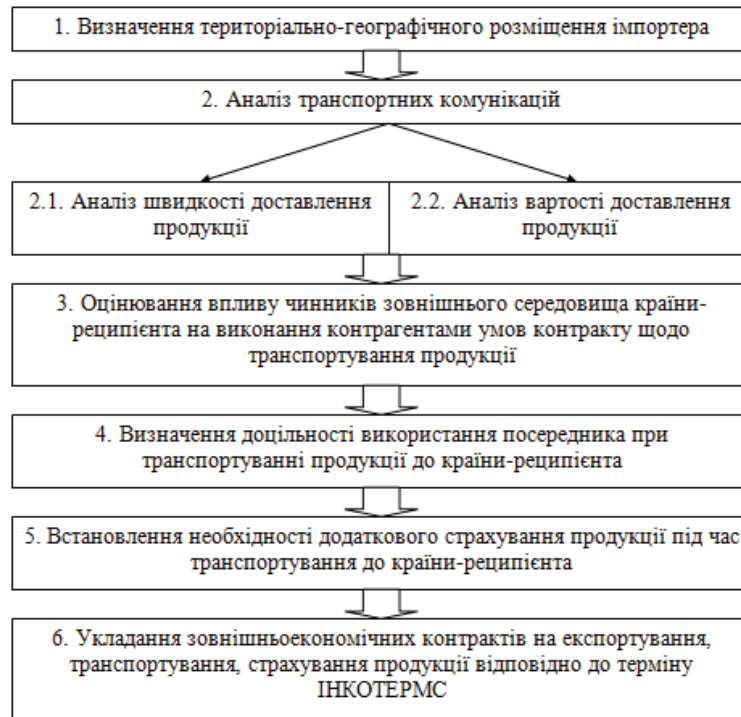 1. Визначення територіально-географічного розміщення імпортера
2. Аналіз транспортних комунікацій
2.1. Аналіз швидкості доставлення
продукції
2.2. Аналіз вартості доставлення
продукції
3. Оцінювання впливу чинників зовнішнього середовища країни-
реципієнта на виконання контрагентами умов контракту щодо
транспортування продукції
4. Визначення доцільності використання посередника при
транспортуванні продукції до країни-реципієнта
5. Встановлення необхідності додаткового страхування продукції під час
транспортування до країни-реципієнта
6. Укладання зовнішньоекономічних контрактів на експортування,
транспортування, страхування продукції відповідно до терміну
ІНКОТЕРМС